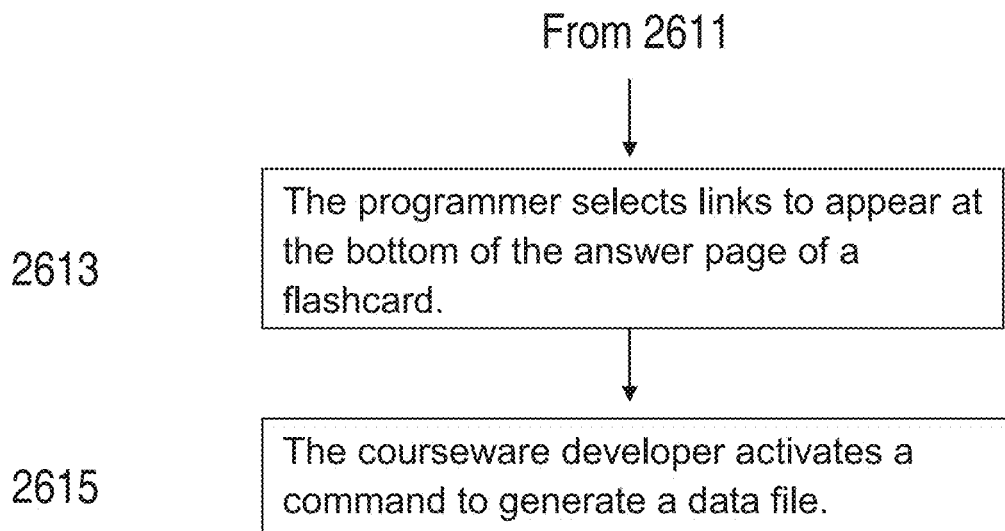 From 2611
2613
The programmer selects links to appear at
the bottom of the answer page of a
flashcard.
2615
The courseware developer activates a
command to generate a data file.